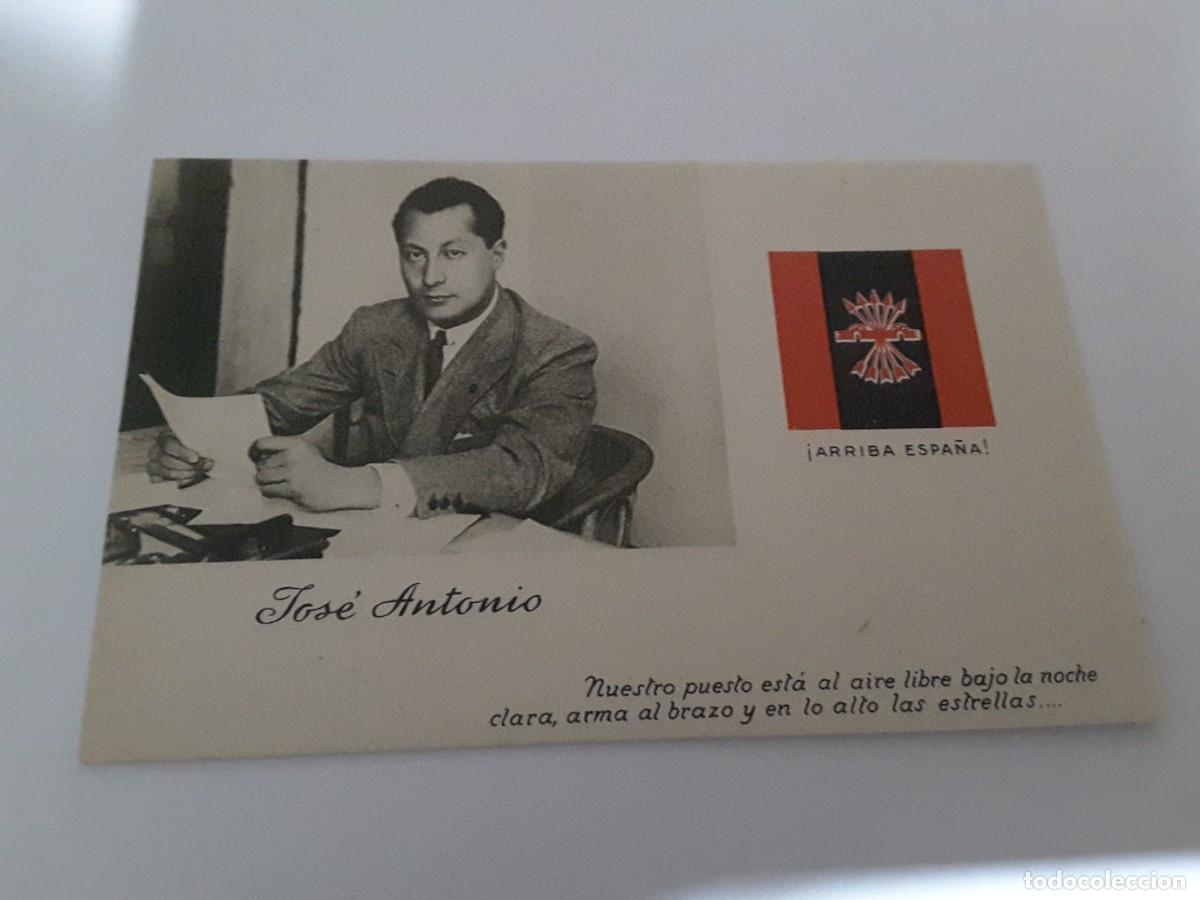 ¡ARRIBA ESPAÑA!
José Antonio
Nuestro puesto está al aire libre bajo la noche
clara, arma al brazo y en lo alto las estrellas....
todocoleccion